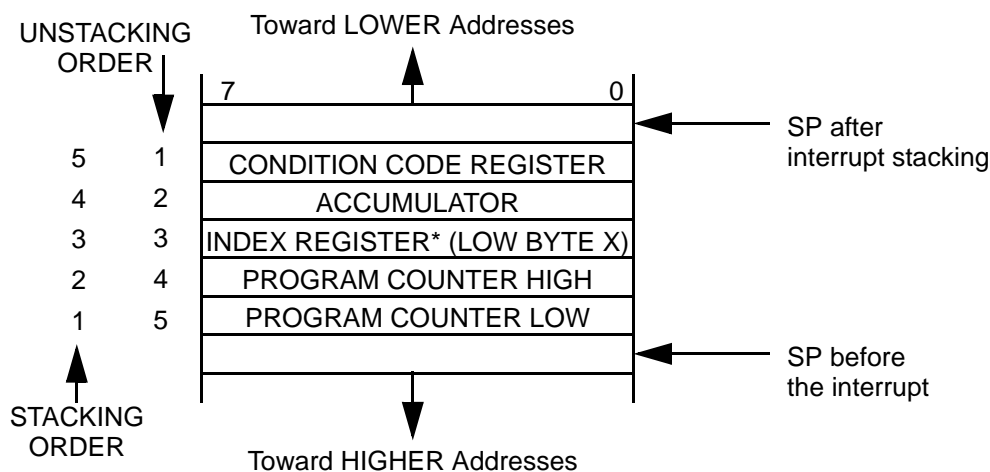 UNSTACKING
ORDER
Toward LOWER Addresses
7 0
SP after
interrupt stacking
5 1 CONDITION CODE REGISTER
4 2 ACCUMULATOR
3 3 INDEX REGISTER* (LOW BYTE X)
2 4 PROGRAM COUNTER HIGH
1 5 PROGRAM COUNTER LOW
SP before
the interrupt
STACKING
ORDER
Toward HIGHER Addresses